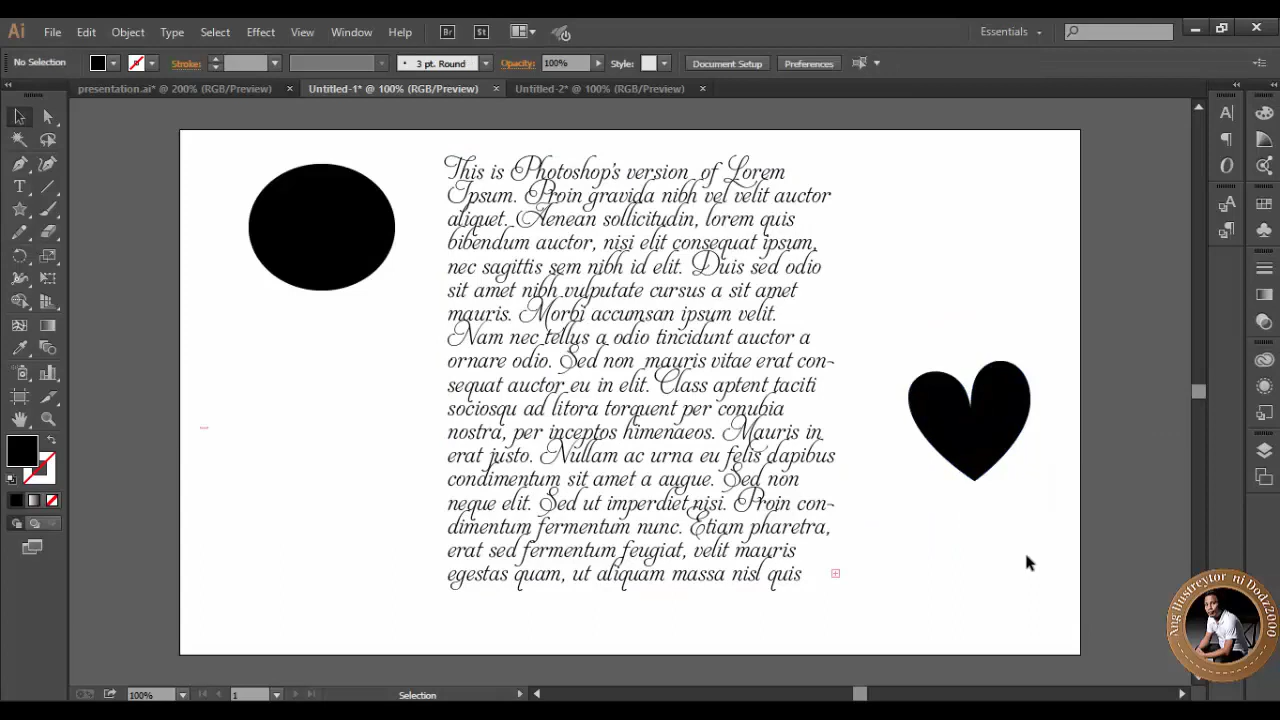 Ai File Edit Object Type Select Effect View Window Help Br St Essentials
No Selection Stroke: 3 pt. Round Opacity: 100% Style: Document Setup Preferences
presentation.ai* @ 200% (RGB/Preview) × Untitled-1* @ 100% (RGB/Preview) × Untitled-2* @ 100% (RGB/Preview) ×
This is Photoshop's version of Lorem
Ipsum. Proin gravida nibh vel velit auctor
aliquet. Aenean sollicitudin, lorem quis
bibendum auctor, nisi elit consequat ipsum,
nec sagittis sem nibh id elit. Duis sed odio
sit amet nibh vulputate cursus a sit amet
mauris. Morbi accumsan ipsum velit.
Nam nec tellus a odio tincidunt auctor a
ornare odio. Sed non mauris vitae erat con-
sequat auctor eu in elit. Class aptent taciti
sociosqu ad litora torquent per conubia
nostra, per inceptos himenaeos. Mauris in
erat justo. Nullam ac urna eu felis dapibus
condimentum sit amet a augue. Sed non
neque elit. Sed ut imperdiet nisi. Proin con-
dimentum fermentum nunc. Etiam pharetra,
erat sed fermentum feugiat, velit mauris
egestas quam, ut aliquam massa nisl quis
Ang Ilustreytor ni Dodz2000
100% 1 Selection